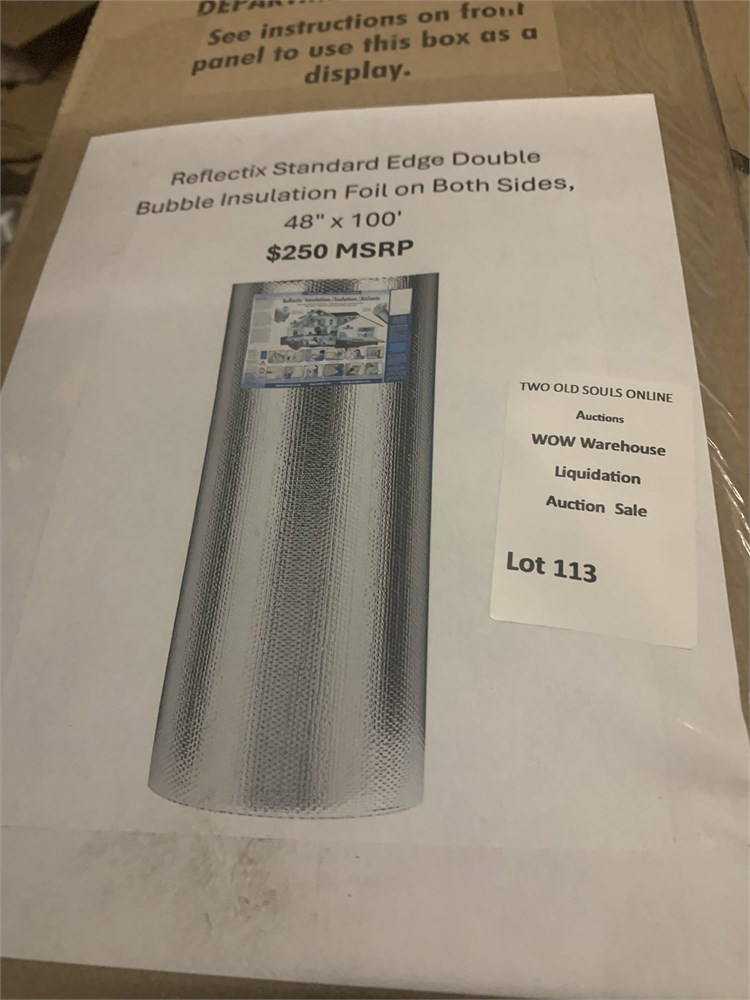 See instructions on front
panel to use this box as a
display.
Reflectix Standard Edge Double
Bubble Insulation Foil on Both Sides,
48" x 100'
$250 MSRP
TWO OLD SOULS ONLINE
Auctions
WOW Warehouse
Liquidation
Auction Sale
Lot 113